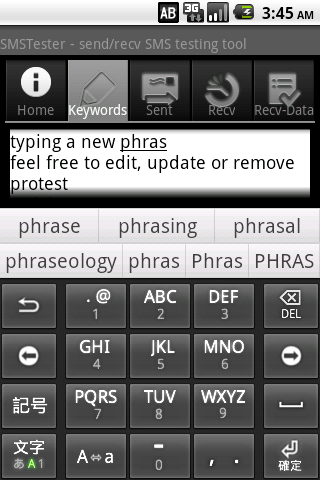 AB 3G 3:45 AM
SMSTester - send/recv SMS testing tool
Home Keywords Sent Recv Recv-Data
typing a new phras
feel free to edit, update or remove
protest
phrase phrasing phrasal
phraseology phras Phras PHRAS
. @ ABC DEF DEL
1 2 3
GHI JKL MNO
4 5 6
記号 PQRS TUV WXYZ
7 8 9
文字 A⇔a - , .
あA1 0 確定